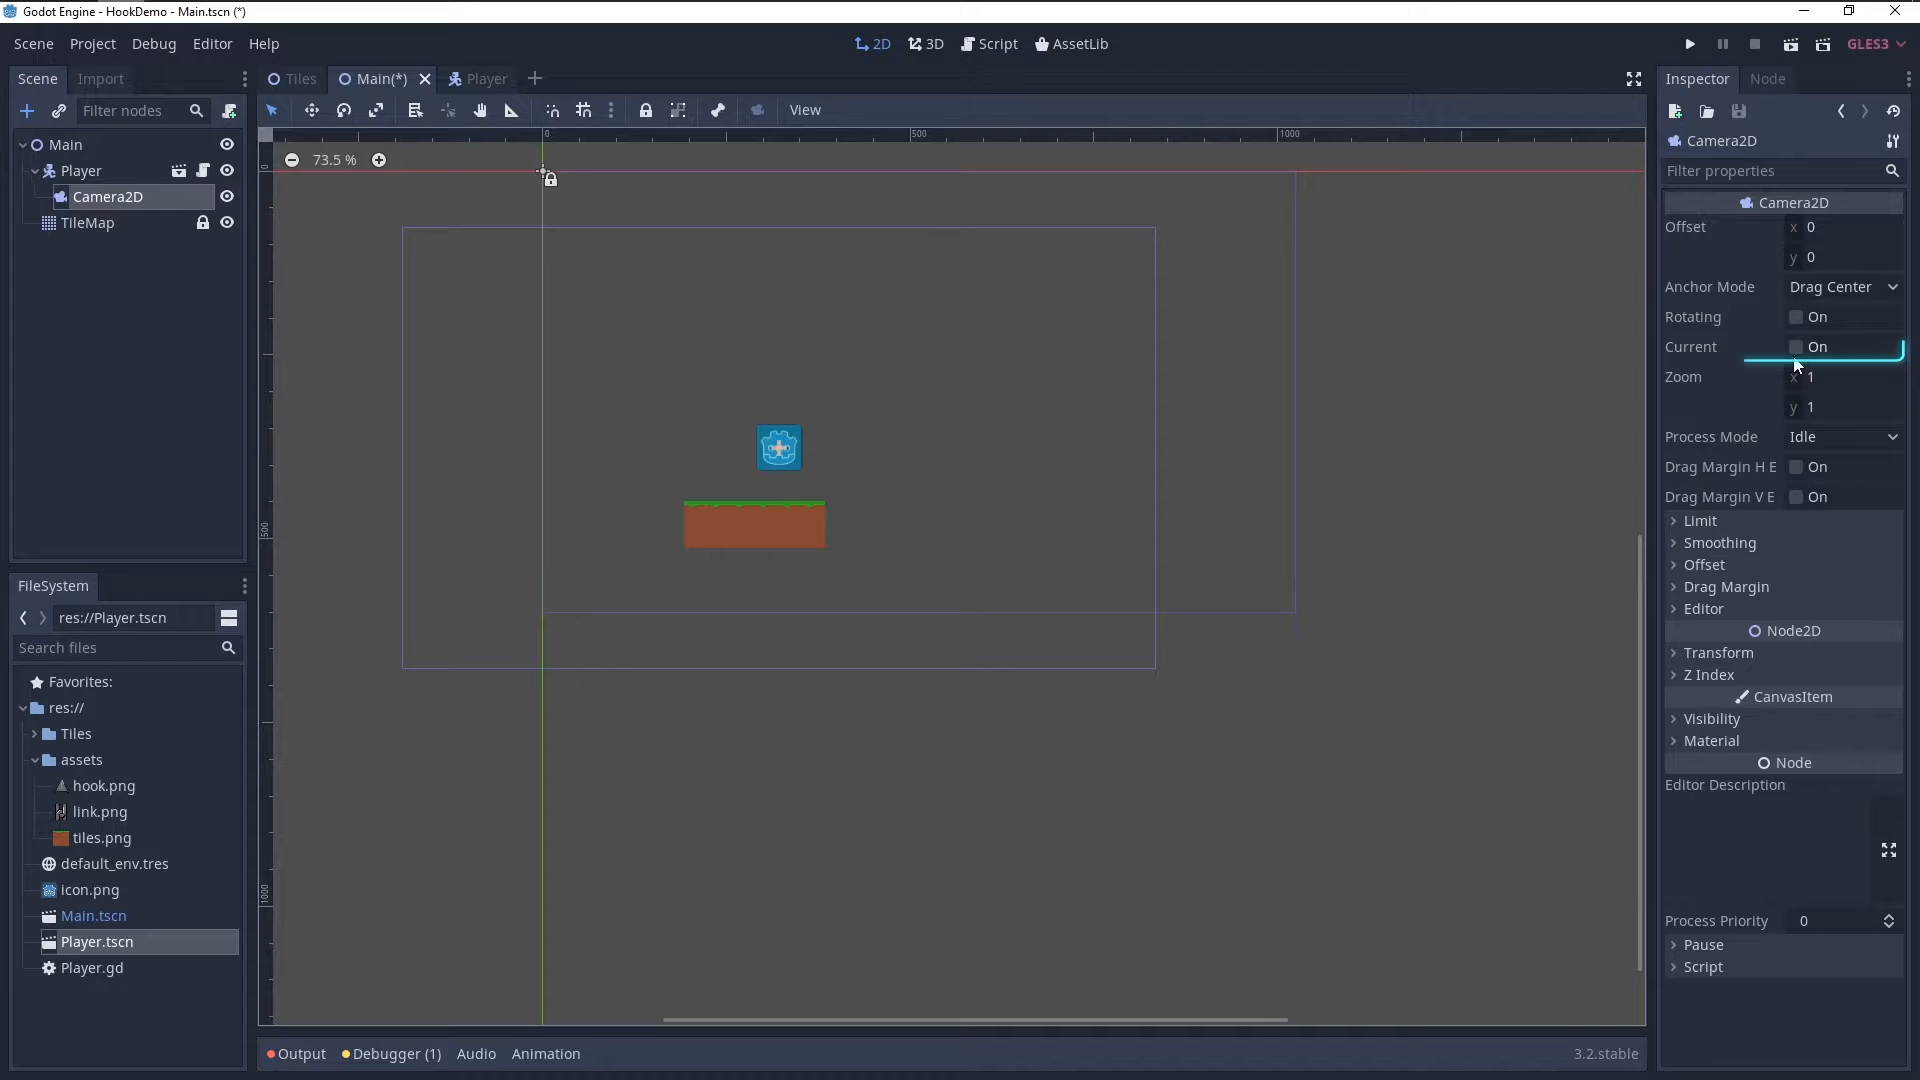 Godot Engine - HookDemo - Main.tscn (*)
Scene Project Debug Editor Help
2D 3D Script AssetLib
GLES3
Scene Import
Tiles Main(*) Player
Inspector Node
Filter nodes
View
Main
Player
Camera2D
TileMap
73.5 %
0 500 1000
0
500
1000
Camera2D
Filter properties
Camera2D
Offset x 0
y 0
Anchor Mode Drag Center
Rotating On
Current On
Zoom x 1
y 1
Process Mode Idle
Drag Margin H E On
Drag Margin V E On
Limit
Smoothing
Offset
Drag Margin
Editor
Node2D
Transform
Z Index
CanvasItem
Visibility
Material
Node
Editor Description
Process Priority 0
Pause
Script
FileSystem
res://Player.tscn
Search files
Favorites:
res://
Tiles
assets
hook.png
link.png
tiles.png
default_env.tres
icon.png
Main.tscn
Player.tscn
Player.gd
Output Debugger (1) Audio Animation
3.2.stable